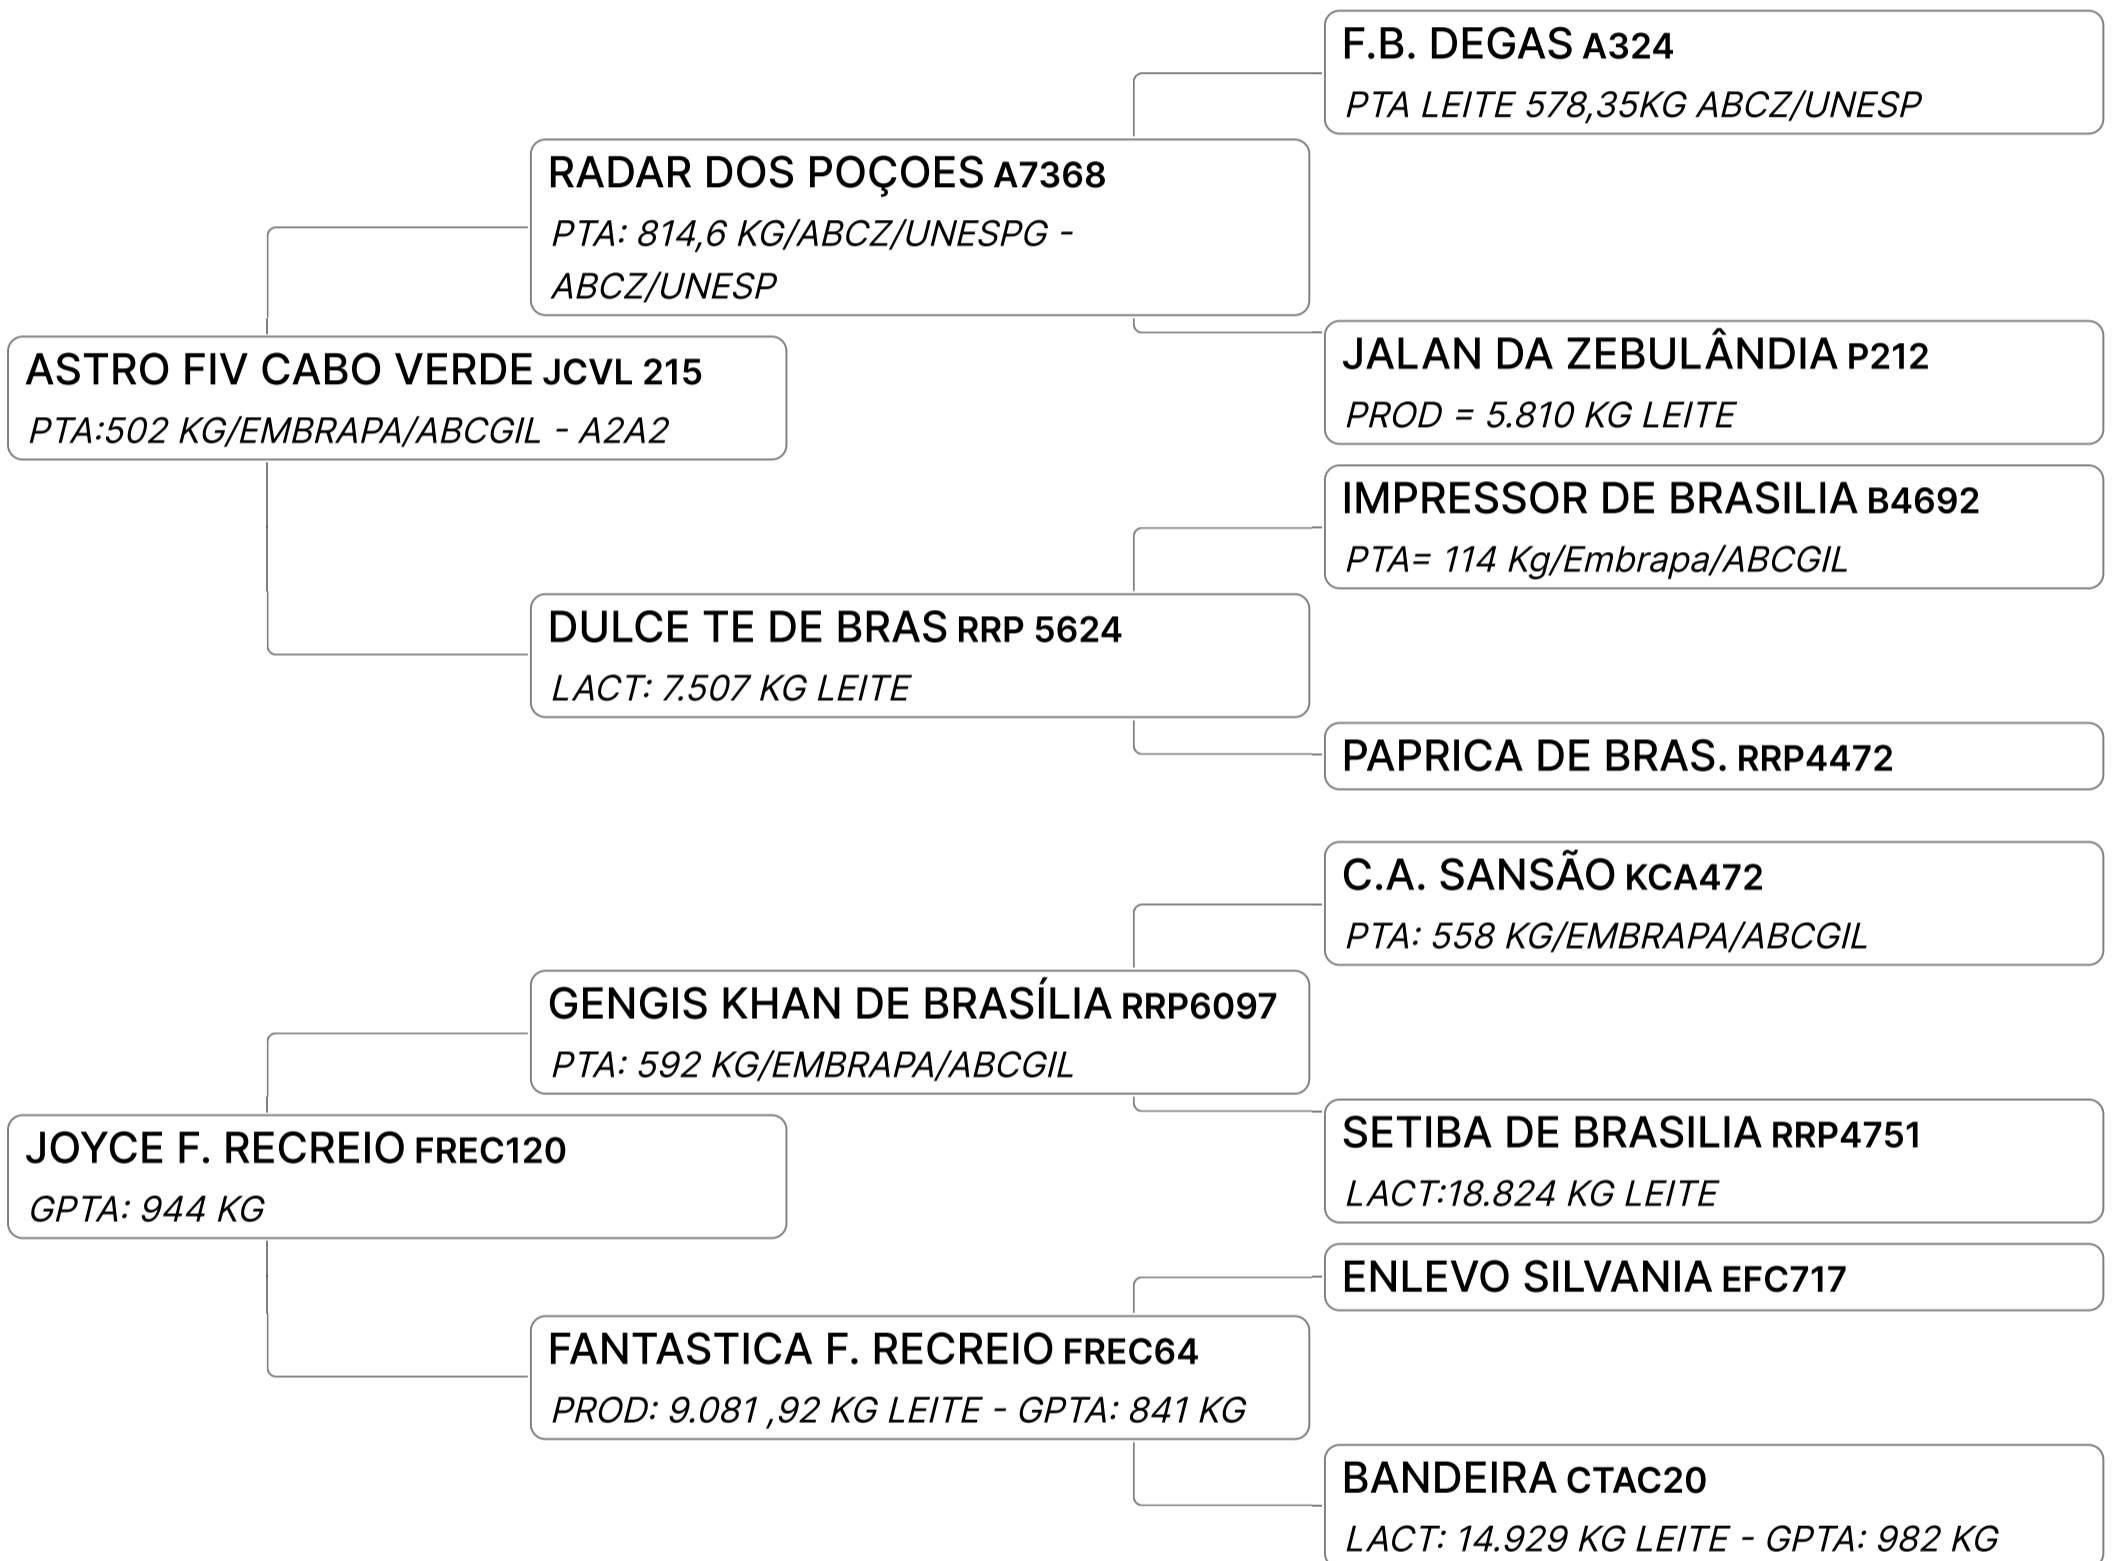 F.B. DEGAS A324
PTA LEITE 578,35KG ABCZ/UNESP
RADAR DOS POÇOES A7368
PTA: 814,6 KG/ABCZ/UNESPG -
ABCZ/UNESP
JALAN DA ZEBULÂNDIA P212
PROD = 5.810 KG LEITE
ASTRO FIV CABO VERDE JCVL 215
PTA:502 KG/EMBRAPA/ABCGIL - A2A2
IMPRESSOR DE BRASILIA B4692
PTA= 114 Kg/Embrapa/ABCGIL
DULCE TE DE BRAS RRP 5624
LACT: 7.507 KG LEITE
PAPRICA DE BRAS. RRP4472
C.A. SANSÃO KCA472
PTA: 558 KG/EMBRAPA/ABCGIL
GENGIS KHAN DE BRASÍLIA RRP6097
PTA: 592 KG/EMBRAPA/ABCGIL
SETIBA DE BRASILIA RRP4751
LACT:18.824 KG LEITE
JOYCE F. RECREIO FREC120
GPTA: 944 KG
ENLEVO SILVANIA EFC717
FANTASTICA F. RECREIO FREC64
PROD: 9.081 ,92 KG LEITE - GPTA: 841 KG
BANDEIRA CTAC20
LACT: 14.929 KG LEITE - GPTA: 982 KG